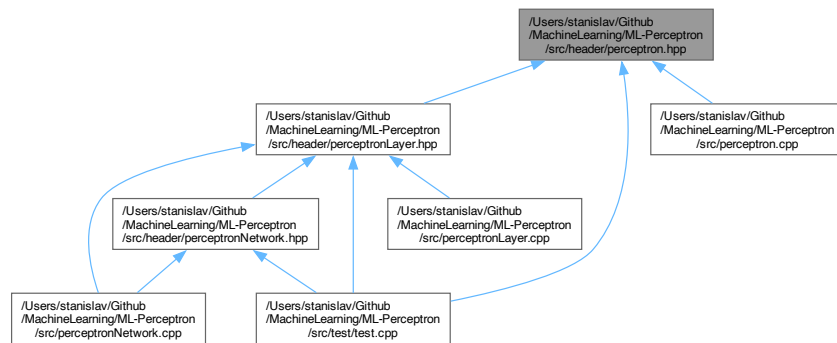 /Users/stanislav/Github
/MachineLearning/ML-Perceptron
/src/header/perceptron.hpp
/Users/stanislav/Github
/MachineLearning/ML-Perceptron
/src/header/perceptronLayer.hpp
/Users/stanislav/Github
/MachineLearning/ML-Perceptron
/src/perceptron.cpp
/Users/stanislav/Github
/MachineLearning/ML-Perceptron
/src/header/perceptronNetwork.hpp
/Users/stanislav/Github
/MachineLearning/ML-Perceptron
/src/perceptronLayer.cpp
/Users/stanislav/Github
/MachineLearning/ML-Perceptron
/src/perceptronNetwork.cpp
/Users/stanislav/Github
/MachineLearning/ML-Perceptron
/src/test/test.cpp